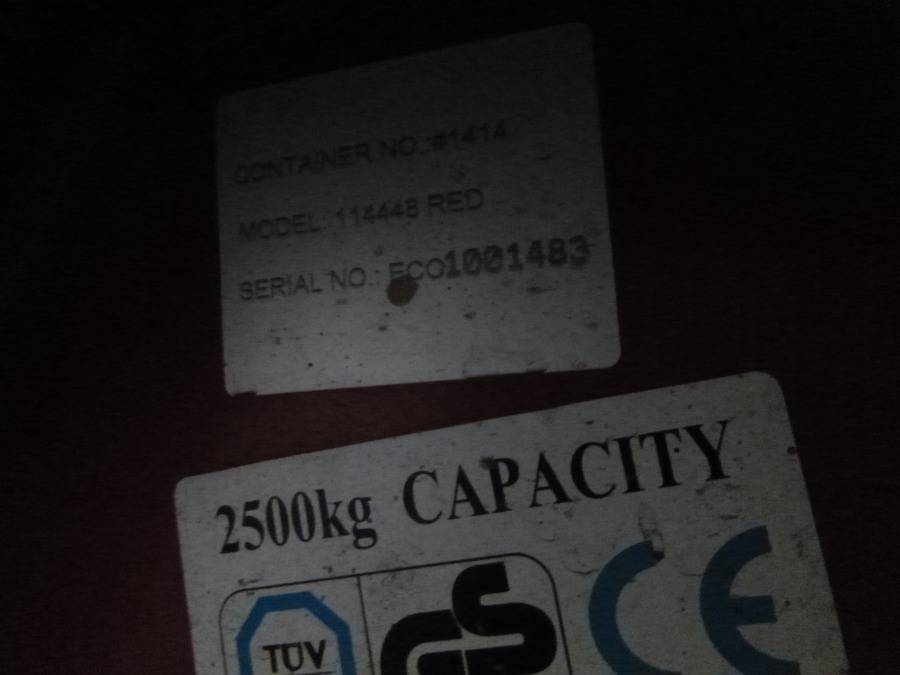 CONTAINER NO.:#1414
MODEL: 114448 RED
SERIAL NO.: ECO1001483
2500kg CAPACITY
TÜV GS CE